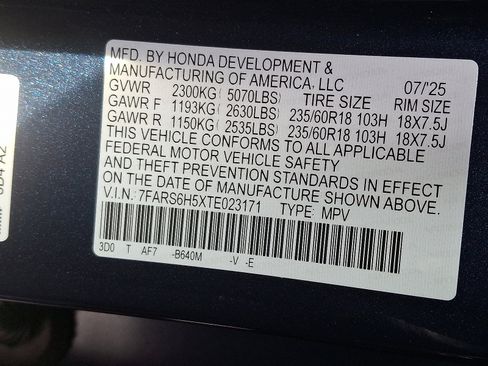 MFD. BY HONDA DEVELOPMENT &
MANUFACTURING OF AMERICA, LLC 07/'25
GVWR 2300KG (5070LBS) TIRE SIZE RIM SIZE
GAWR F 1193KG (2630LBS) 235/60R18 103H 18X7.5J
GAWR R 1150KG (2535LBS) 235/60R18 103H 18X7.5J
THIS VEHICLE CONFORMS TO ALL APPLICABLE
FEDERAL MOTOR VEHICLE SAFETY
AND THEFT PREVENTION STANDARDS IN EFFECT
ON THE DATE OF MANUFACTURE SHOWN ABOVE.
V.I.N.: 7FARS6H5XTE023171 TYPE: MPV
3D0 T AF7 -B640M -V -E